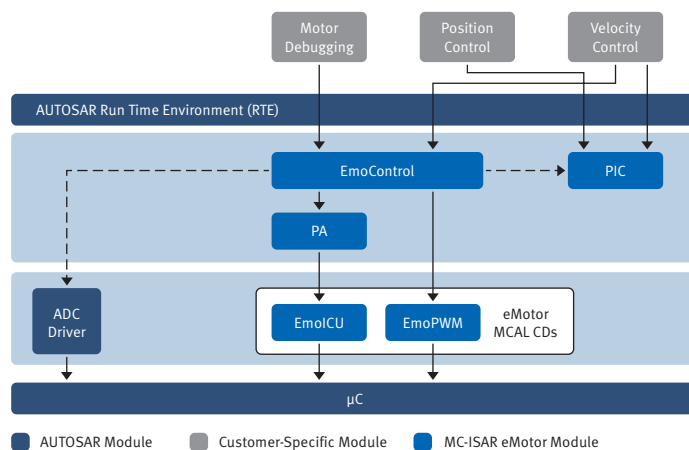 Motor
Debugging
Position
Control
Velocity
Control
AUTOSAR Run Time Environment (RTE)
EmoControl
PIC
PA
ADC
Driver
EmoICU
EmoPWM
eMotor
MCAL CDs
µC
AUTOSAR Module
Customer-Specific Module
MC-ISAR eMotor Module